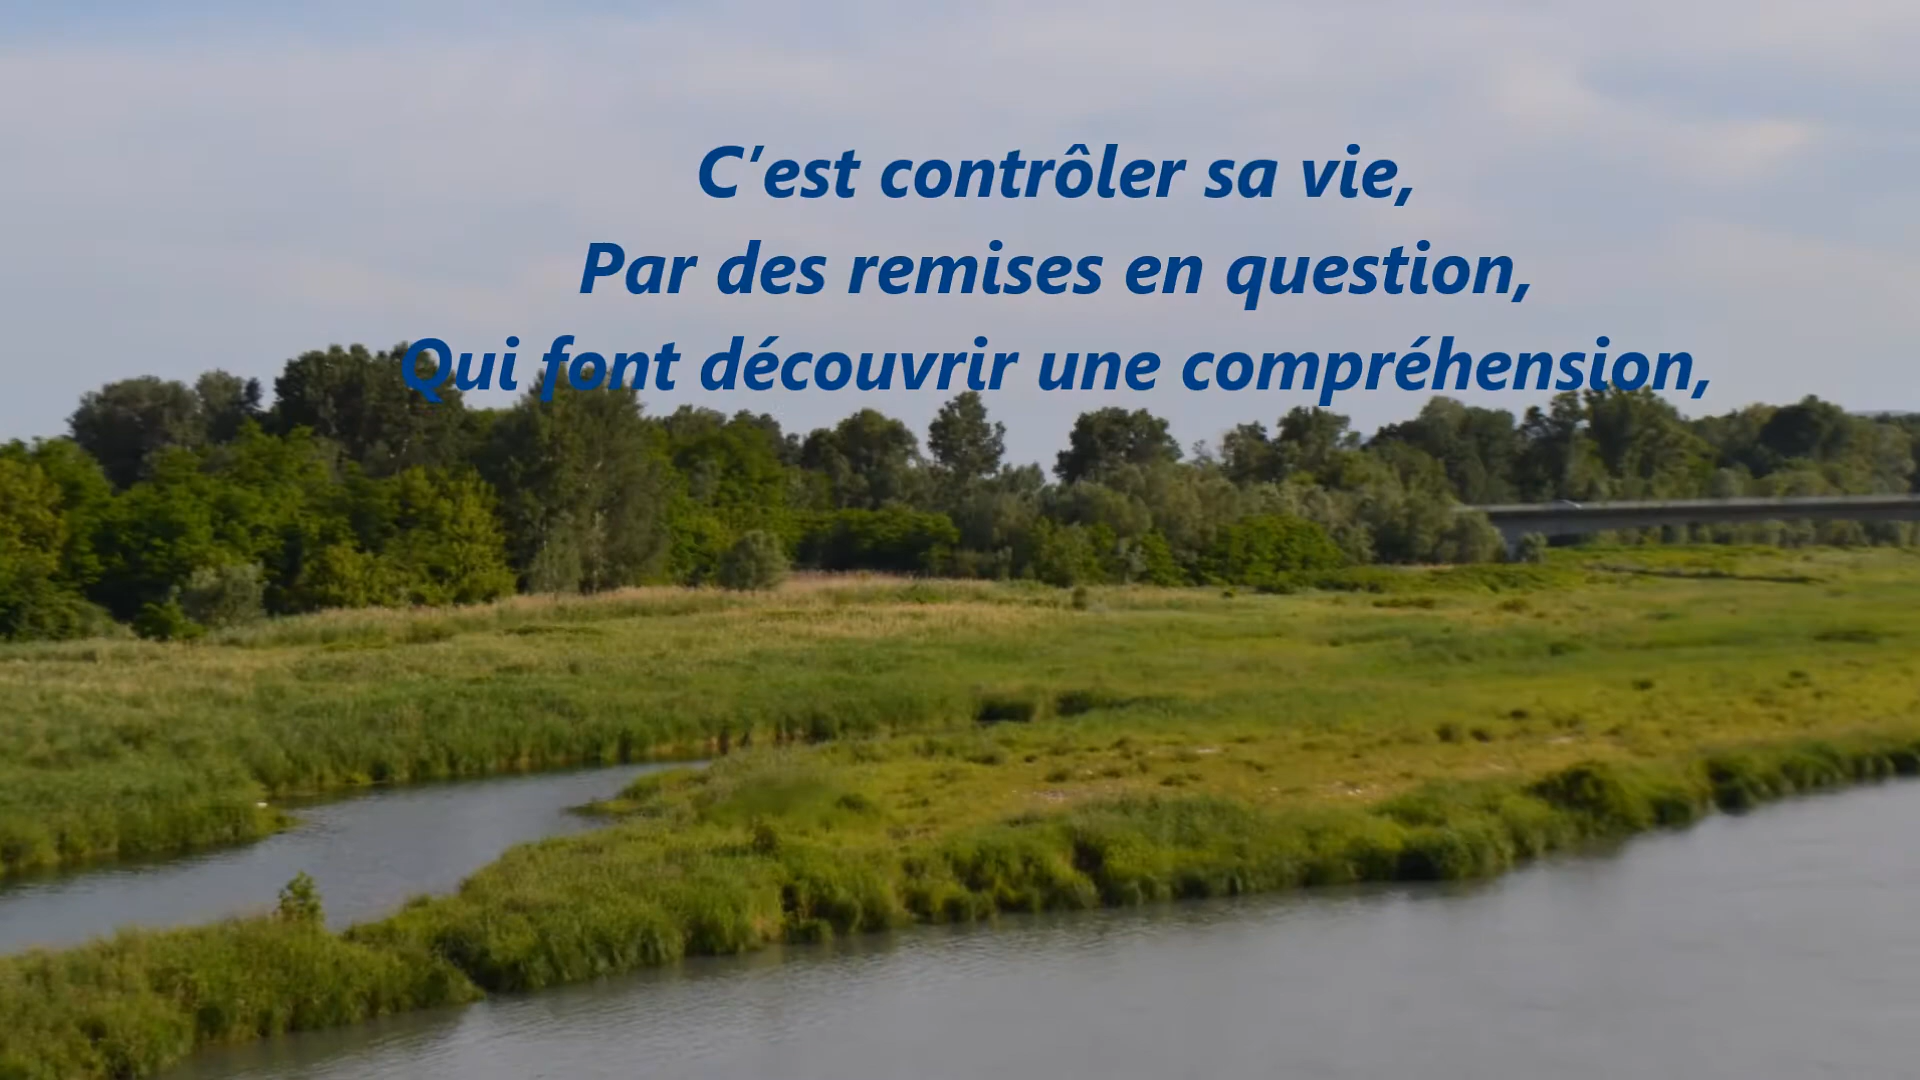 C’est contrôler sa vie,
Par des remises en question,
Qui font découvrir une compréhension,